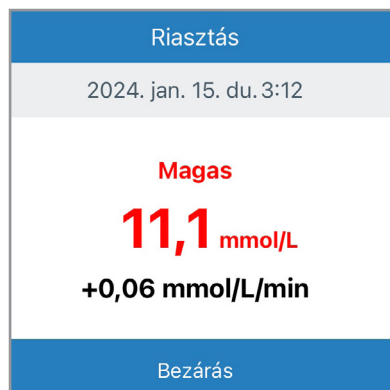 Riasztás
2024. jan. 15. du. 3:12
Magas
11,1 mmol/L
+0,06 mmol/L/min
Bezárás